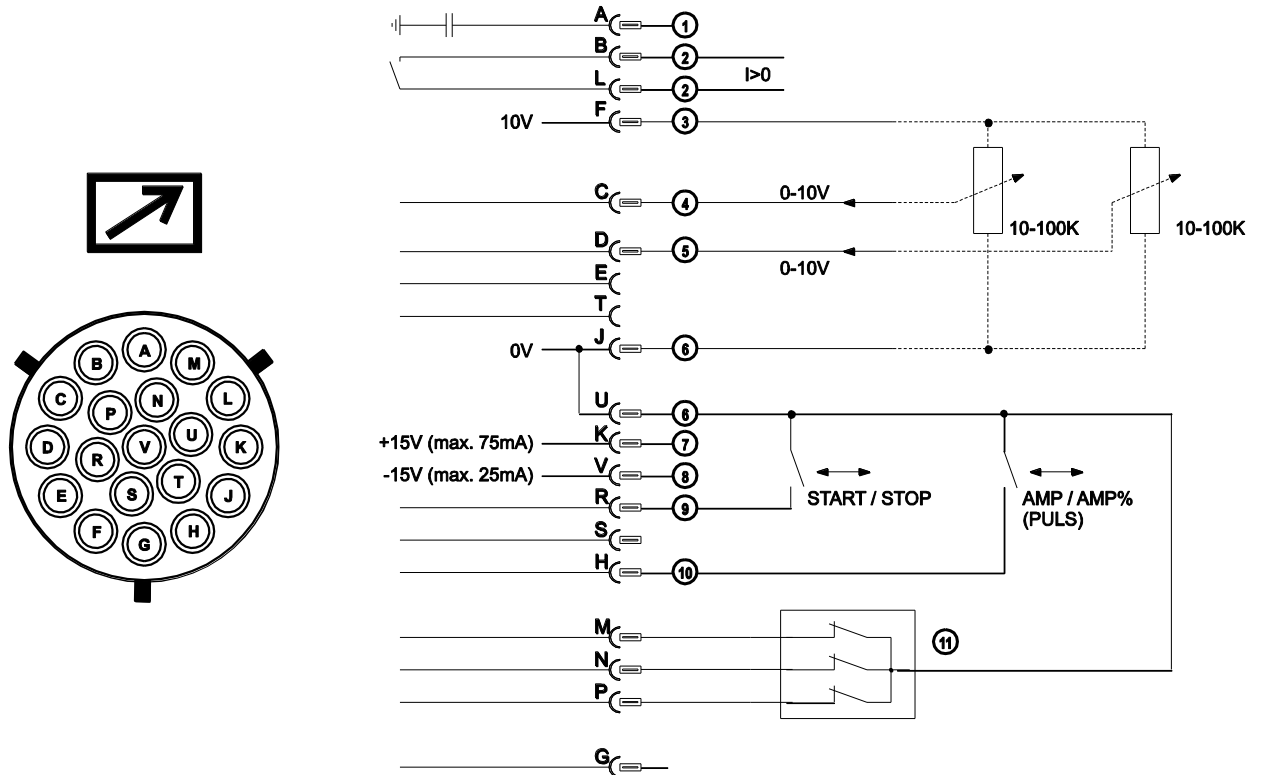 A 1
B 2
L 2
I>0
10V F 3
C 4 0-10V
10-100K 10-100K
D 5
0-10V
E
T
0V J 6
U 6
+15V (max. 75mA) K 7
-15V (max. 25mA) V 8
START / STOP AMP / AMP%
(PULS)
R 9
S
H 10
M
11
N
P
G
A
B M
C N L
P
U
D V K
R
T
E S J
F H
G